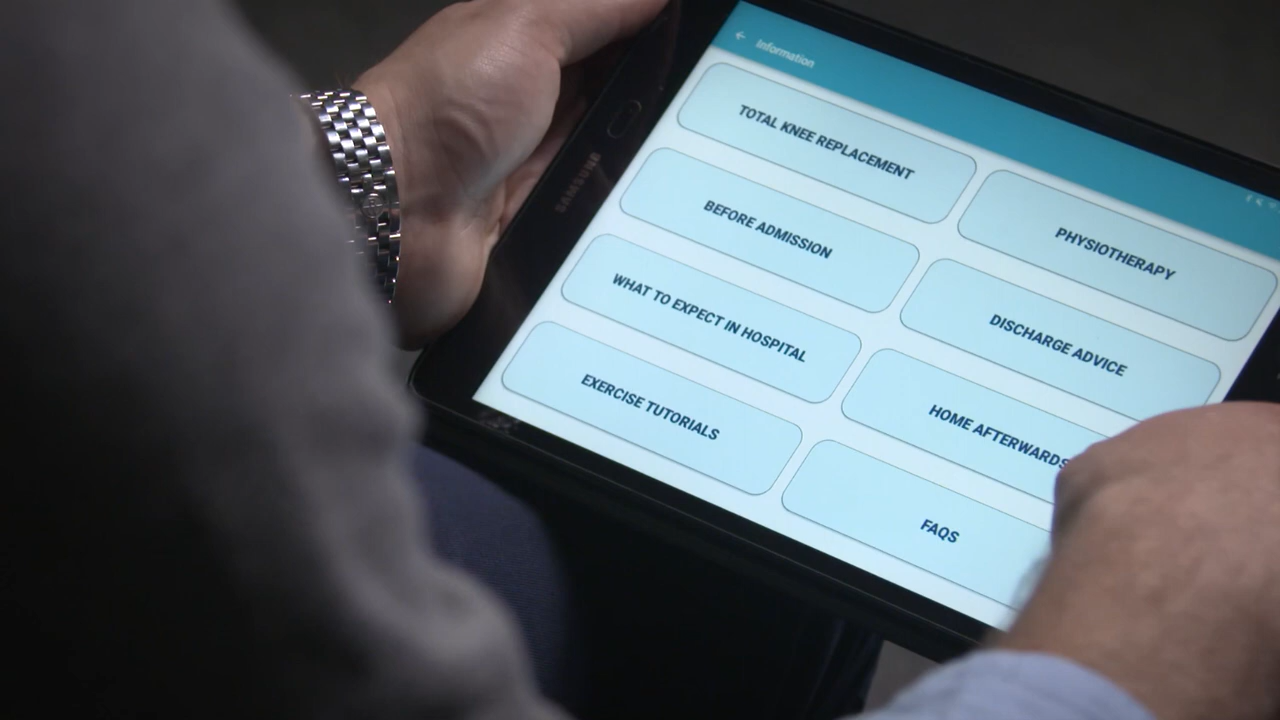 Information
TOTAL KNEE REPLACEMENT
PHYSIOTHERAPY
BEFORE ADMISSION
DISCHARGE ADVICE
WHAT TO EXPECT IN HOSPITAL
HOME AFTERWARDS
EXERCISE TUTORIALS
FAQS
SAMSUNG